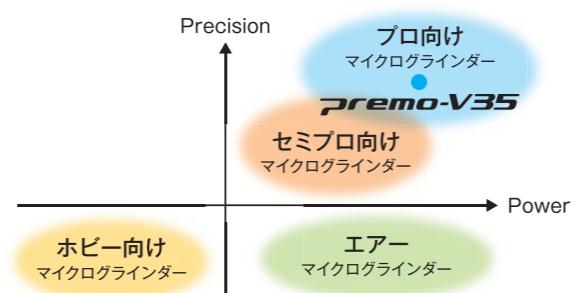 Precision
プロ向け
マイクログラインダー
premo-V35
セミプロ向け
マイクログラインダー
Power
ホビー向け
マイクログラインダー
エアー
マイクログラインダー